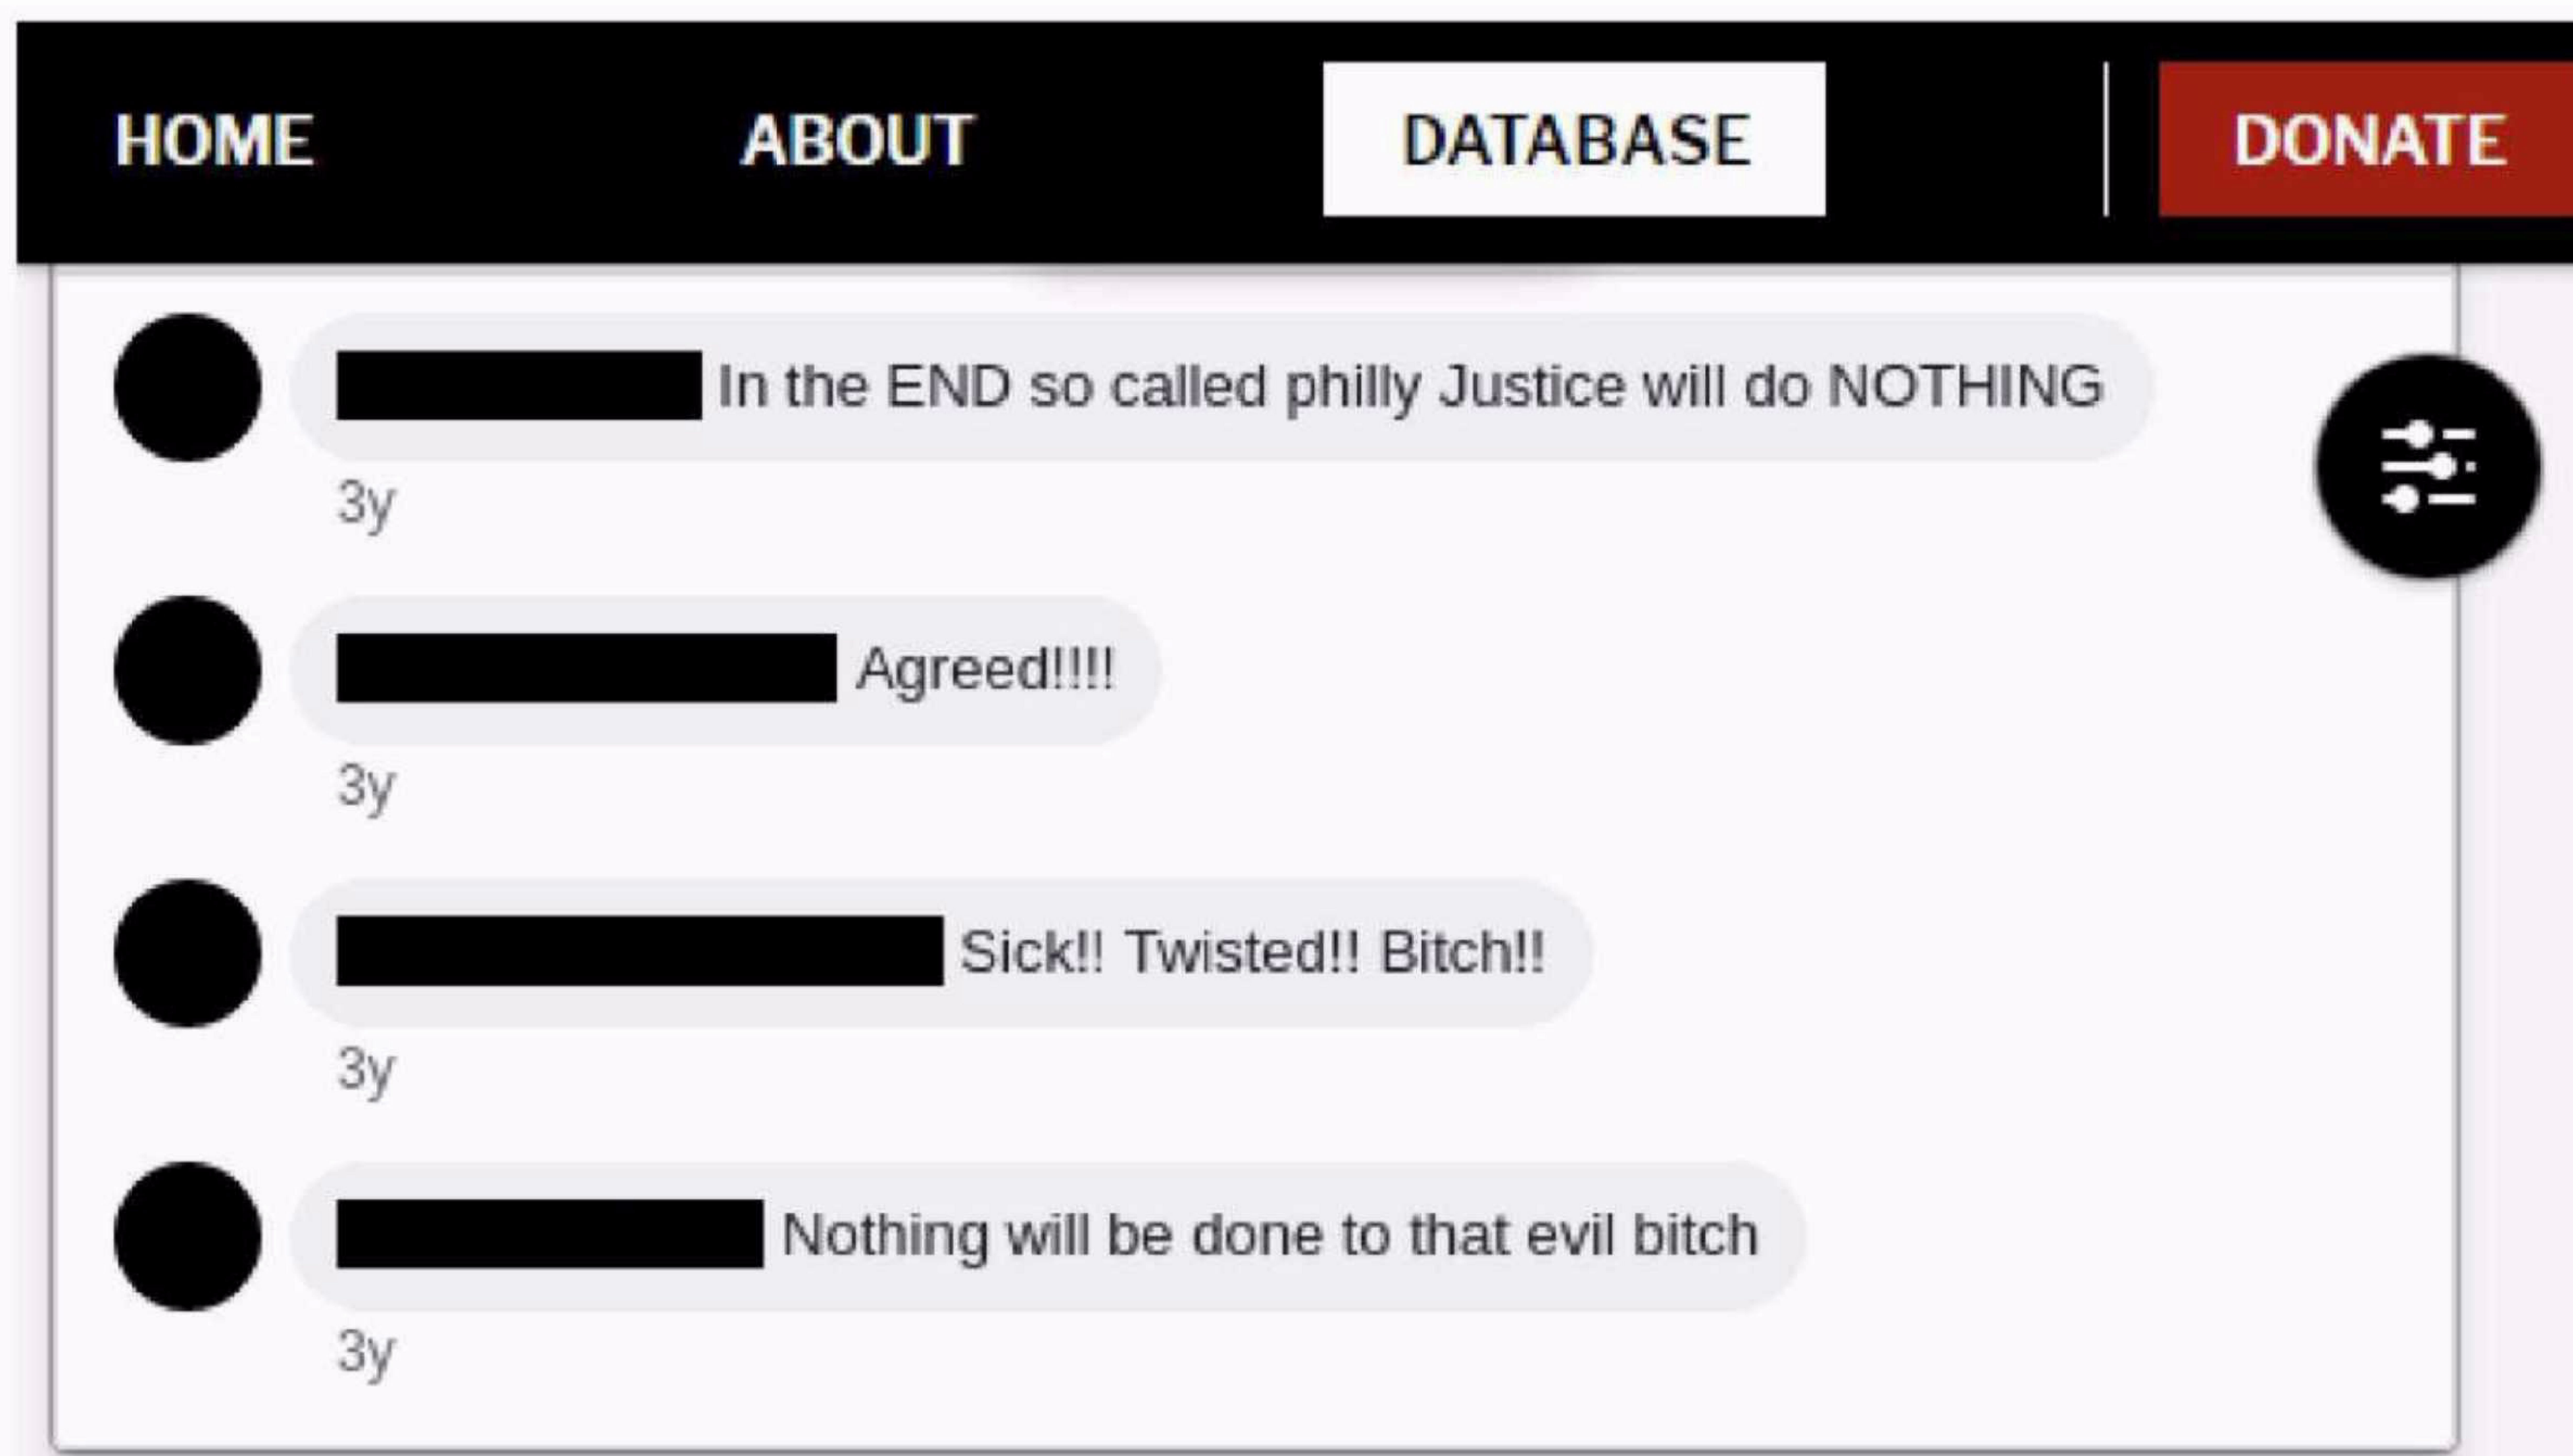 HOME ABOUT DATABASE DONATE
In the END so called philly Justice will do NOTHING
3y
Agreed!!!!
3y
Sick!! Twisted!! Bitch!!
3y
Nothing will be done to that evil bitch
3y